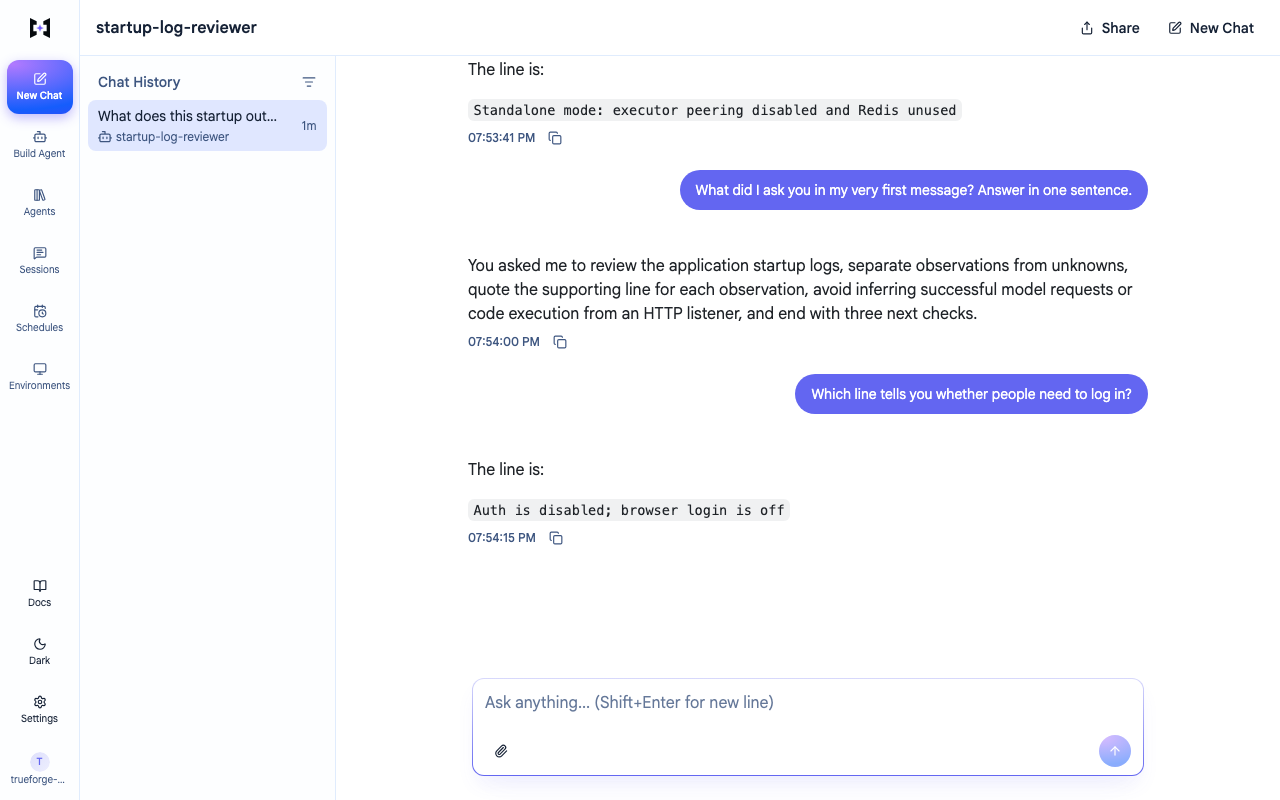 startup-log-reviewer
Share
New Chat
New Chat
Build Agent
Agents
Sessions
Schedules
Environments
Docs
Dark
Settings
T
trueforge-...
Chat History
What does this startup out...
startup-log-reviewer
1m
The line is:
Standalone mode: executor peering disabled and Redis unused
07:53:41 PM
What did I ask you in my very first message? Answer in one sentence.
You asked me to review the application startup logs, separate observations from unknowns,
quote the supporting line for each observation, avoid inferring successful model requests or
code execution from an HTTP listener, and end with three next checks.
07:54:00 PM
Which line tells you whether people need to log in?
The line is:
Auth is disabled; browser login is off
07:54:15 PM
Ask anything... (Shift+Enter for new line)